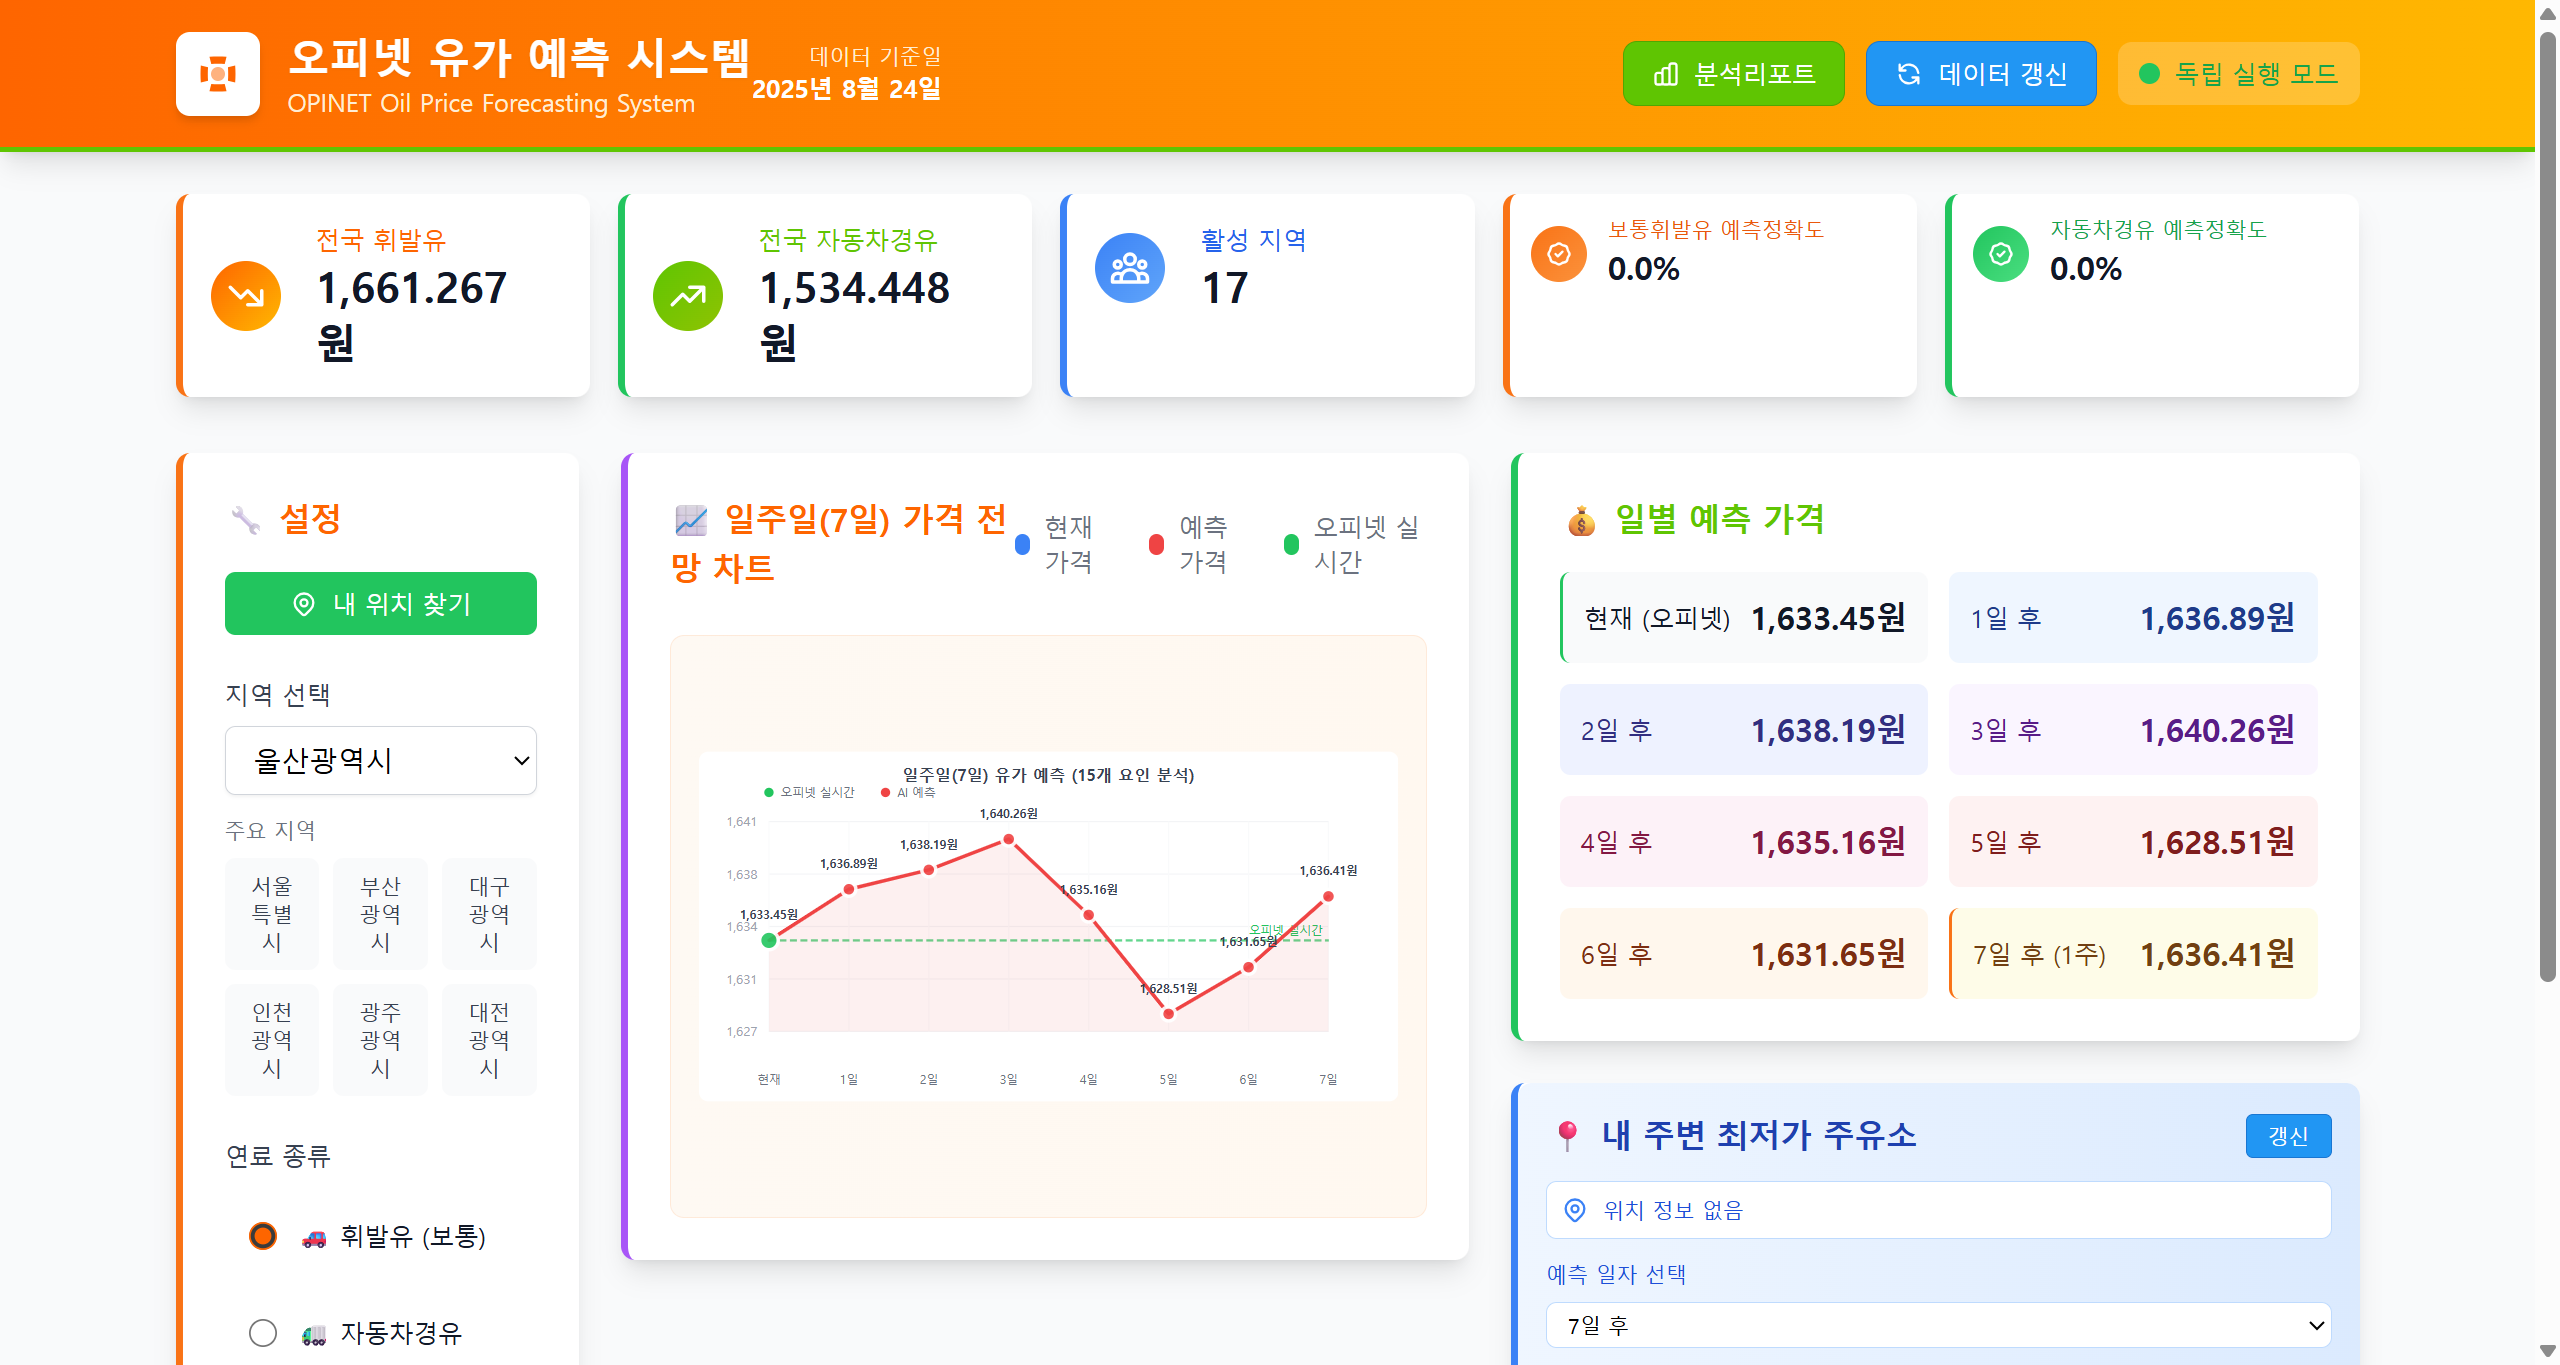 오피넷 유가 예측 시스템
OPINET Oil Price Forecasting System
데이터 기준일
2025년 8월 24일
분석리포트
데이터 갱신
독립 실행 모드
전국 휘발유
1,661.267
원
전국 자동차경유
1,534.448
원
활성 지역
17
보통휘발유 예측정확도
0.0%
자동차경유 예측정확도
0.0%
설정
내 위치 찾기
지역 선택
울산광역시
주요 지역
서울
특별
시
부산
광역
시
대구
광역
시
인천
광역
시
광주
광역
시
대전
광역
시
연료 종류
휘발유 (보통)
자동차경유
일주일(7일) 가격 전
망 차트
현재
가격
예측
가격
오피넷 실
시간
일주일(7일) 유가 예측 (15개 요인 분석)
오피넷 실시간
AI 예측
1,641
1,638
1,634
1,631
1,627
1,633.45원
1,636.89원
1,638.19원
1,640.26원
1,635.16원
1,628.51원
1,631.65원
1,636.41원
오피넷 실시간
현재
1일
2일
3일
4일
5일
6일
7일
일별 예측 가격
현재 (오피넷) 1,633.45원
1일 후 1,636.89원
2일 후 1,638.19원
3일 후 1,640.26원
4일 후 1,635.16원
5일 후 1,628.51원
6일 후 1,631.65원
7일 후 (1주) 1,636.41원
내 주변 최저가 주유소
갱신
위치 정보 없음
예측 일자 선택
7일 후